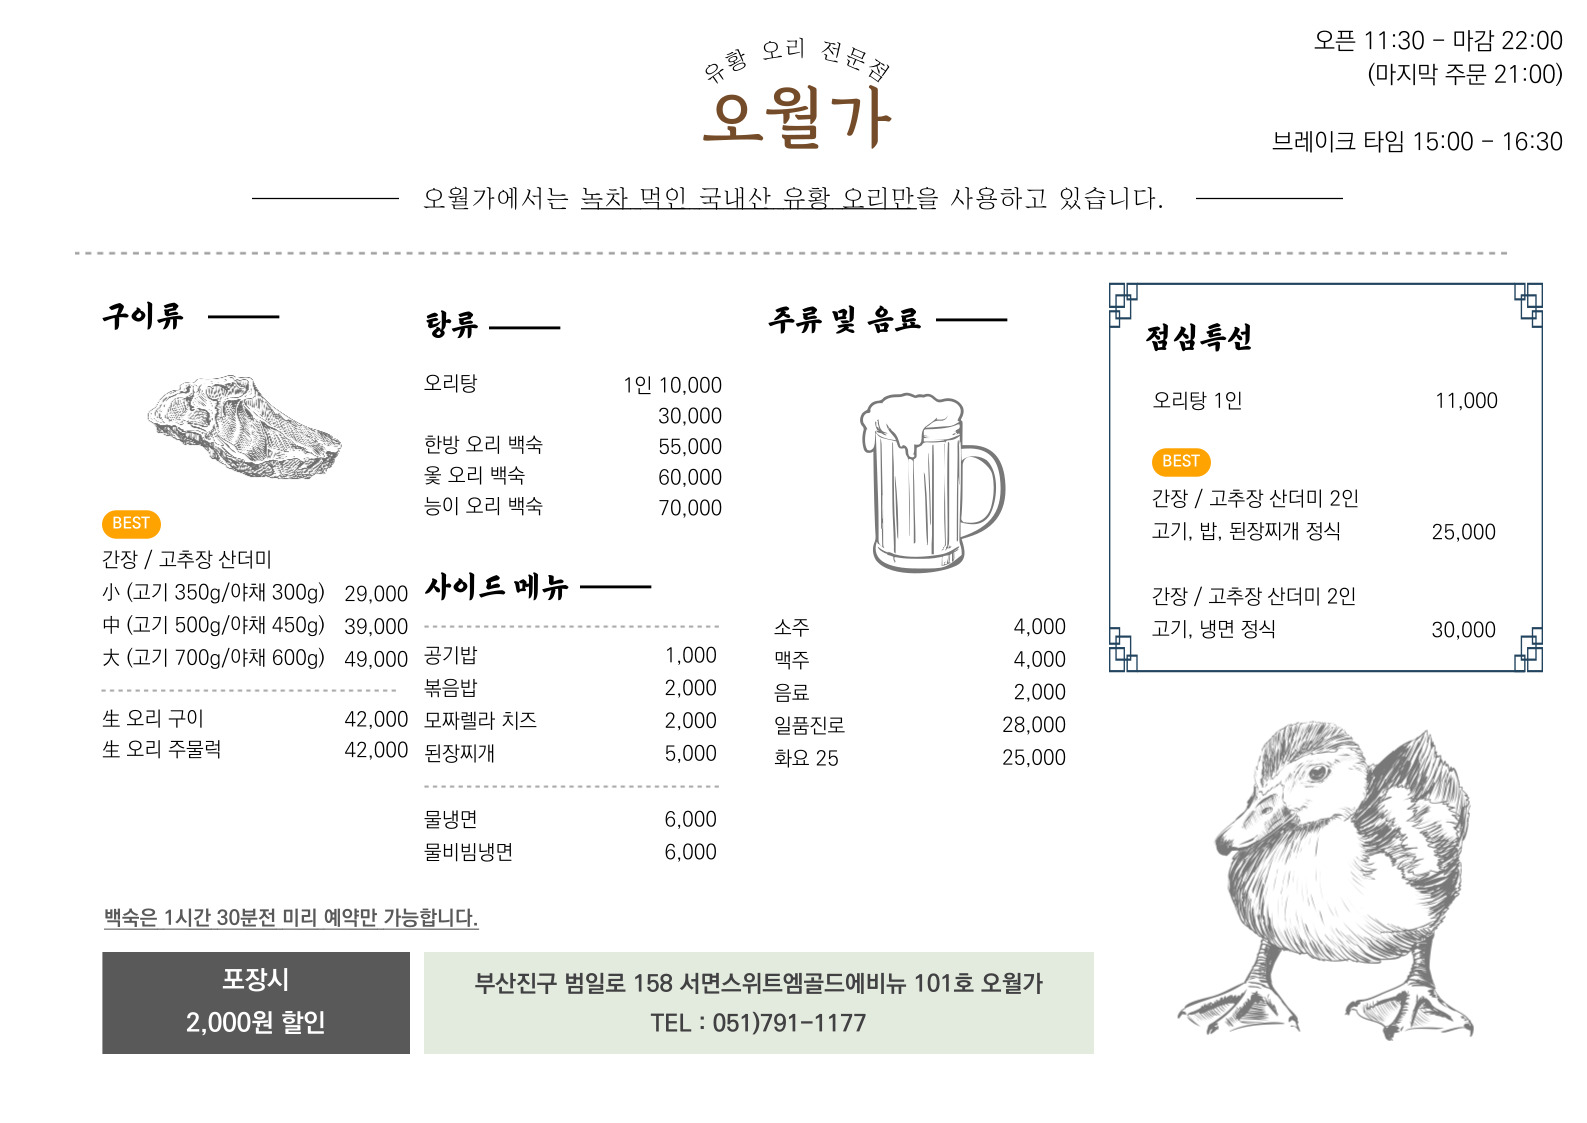 오픈 11:30 - 마감 22:00
(마지막 주문 21:00)
브레이크 타임 15:00 - 16:30
유황 오리 전문점
오월가
오월가에서는 녹차 먹인 국내산 유황 오리만을 사용하고 있습니다.
구이류
BEST
간장 / 고추장 산더미
小 (고기 350g/야채 300g) 29,000
中 (고기 500g/야채 450g) 39,000
大 (고기 700g/야채 600g) 49,000
生 오리 구이 42,000
生 오리 주물럭 42,000
탕류
오리탕 1인 10,000
30,000
한방 오리 백숙 55,000
옻 오리 백숙 60,000
능이 오리 백숙 70,000
사이드 메뉴
공기밥 1,000
볶음밥 2,000
모짜렐라 치즈 2,000
된장찌개 5,000
물냉면 6,000
물비빔냉면 6,000
주류 및 음료
소주 4,000
맥주 4,000
음료 2,000
일품진로 28,000
화요 25 25,000
점심특선
오리탕 1인 11,000
BEST
간장 / 고추장 산더미 2인
고기, 밥, 된장찌개 정식 25,000
간장 / 고추장 산더미 2인
고기, 냉면 정식 30,000
백숙은 1시간 30분전 미리 예약만 가능합니다.
포장시
2,000원 할인
부산진구 범일로 158 서면스위트엠골드에비뉴 101호 오월가
TEL : 051)791-1177